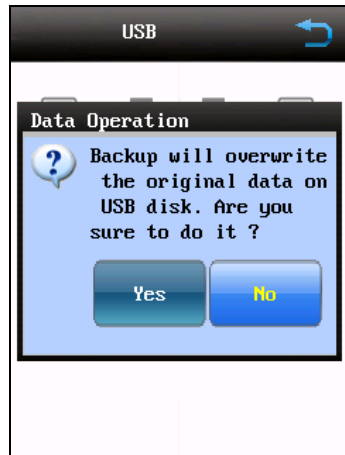 USB
Data Operation
Backup will overwrite
the original data on
USB disk. Are you
sure to do it ?
Yes
No